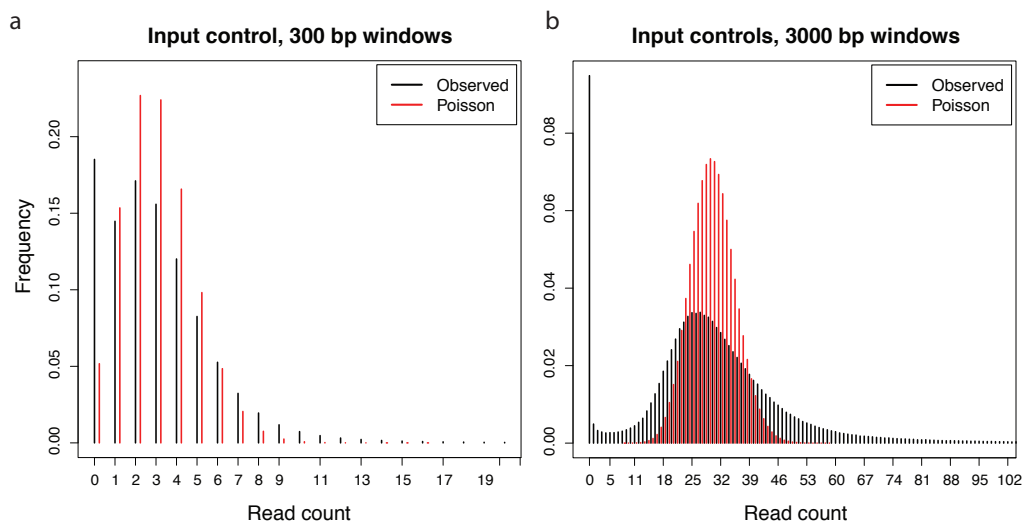 a
Input control, 300 bp windows
Observed
Poisson
Frequency
0.20
0.15
0.10
0.05
0.00
0 1 2 3 4 5 6 7 8 9 11 13 15 17 19
Read count
b
Input controls, 3000 bp windows
Observed
Poisson
0.08
0.06
0.04
0.02
0.00
0 5 11 18 25 32 39 46 53 60 67 74 81 88 95 102
Read count